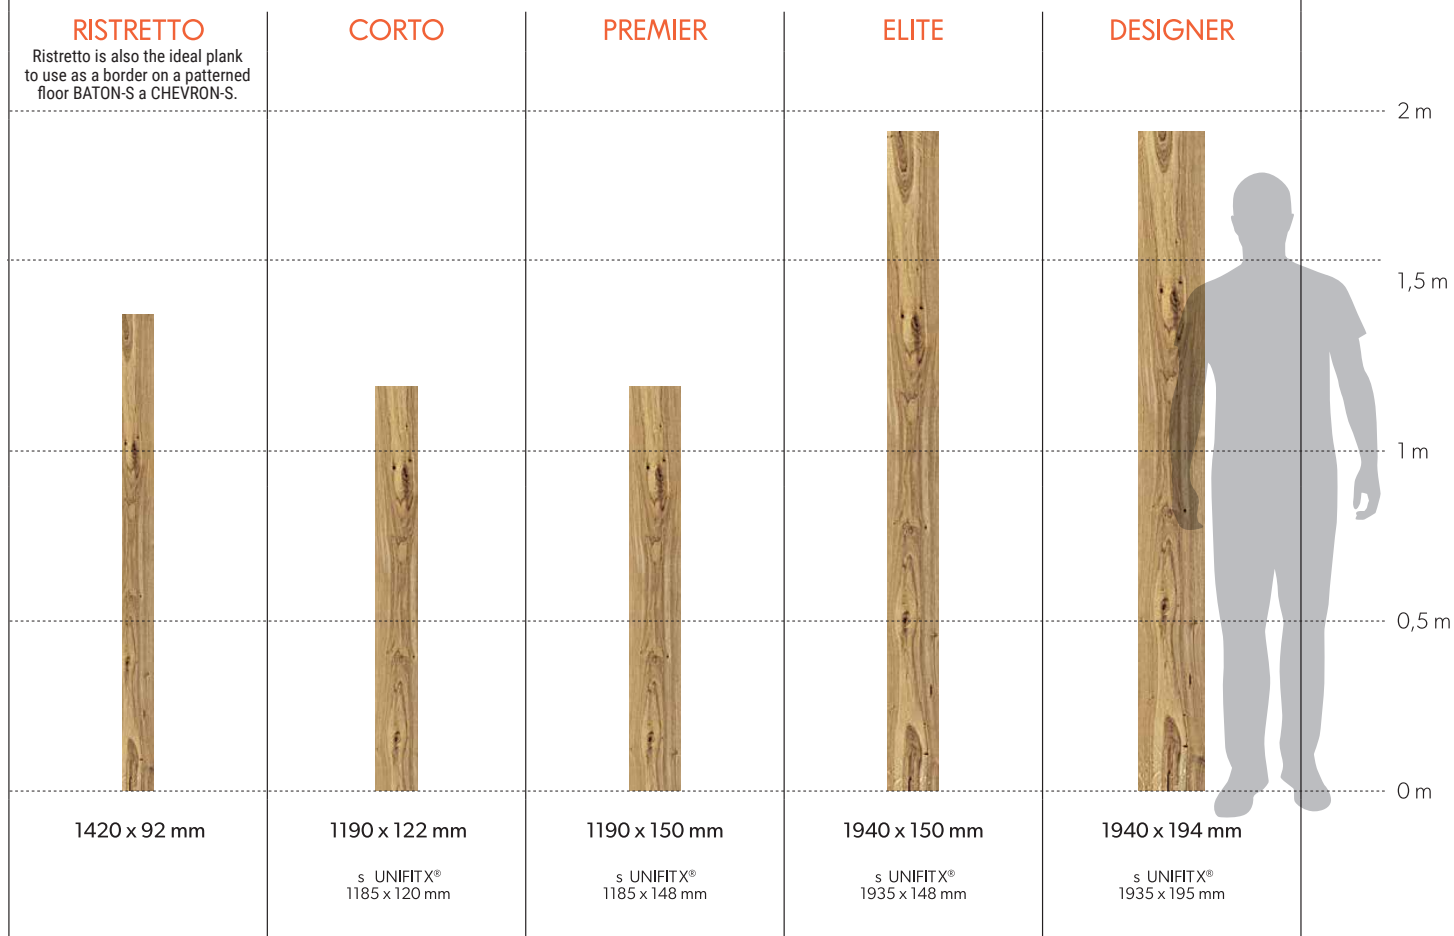 RISTRETTO
Ristretto is also the ideal plank
to use as a border on a patterned
floor BATON-S a CHEVRON-S.
CORTO
PREMIER
ELITE
DESIGNER
2 m
1,5 m
1 m
0,5 m
0 m
1420 x 92 mm
1190 x 122 mm
s UNIFIT X®
1185 x 120 mm
1190 x 150 mm
s UNIFIT X®
1185 x 148 mm
1940 x 150 mm
s UNIFIT X®
1935 x 148 mm
1940 x 194 mm
s UNIFIT X®
1935 x 195 mm